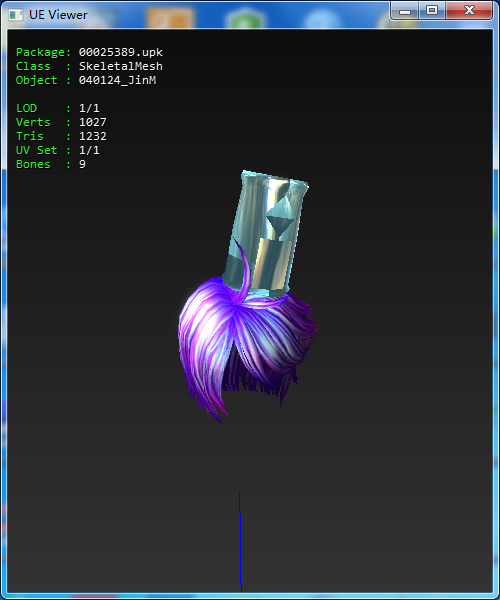 UE Viewer
Package: 00025389.upk
Class : SkeletalMesh
Object : 040124_JinM
LOD : 1/1
Verts : 1027
Tris : 1232
UV Set : 1/1
Bones : 9